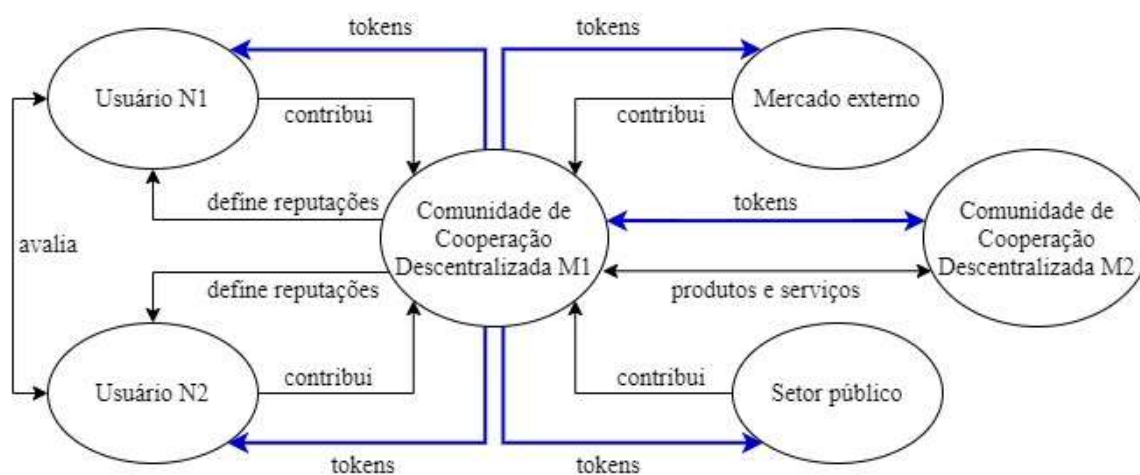 tokens
tokens
Usuário N1
Mercado externo
contribui
contribui
define reputações
tokens
Comunidade de
Cooperação
Descentralizada M1
Comunidade de
Cooperação
Descentralizada M2
avalia
define reputações
produtos e serviços
Usuário N2
contribui
contribui
Setor público
tokens
tokens